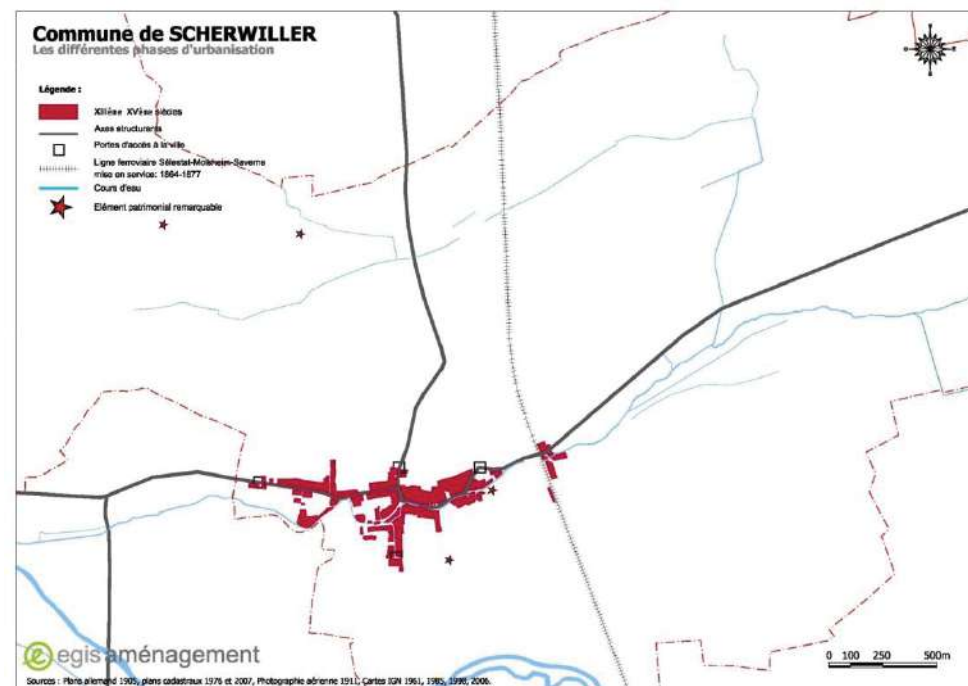 Commune de SCHERWILLER
Les différentes phases d'urbanisation
Légende :
XIIIème XVème siècles
Axes structurants
Portes d'accès à la ville
Ligne ferroviaire Sélestat-Molsheim-Saverne
mise en service: 1864-1877
Cours d'eau
Elément patrimonial remarquable
egis aménagement
0 100 250 500m
Sources : Plans allemand 1905, plans cadastraux 1976 et 2007, Photographie aérienne 1911, Cartes IGN 1961, 1985, 1998, 2006.